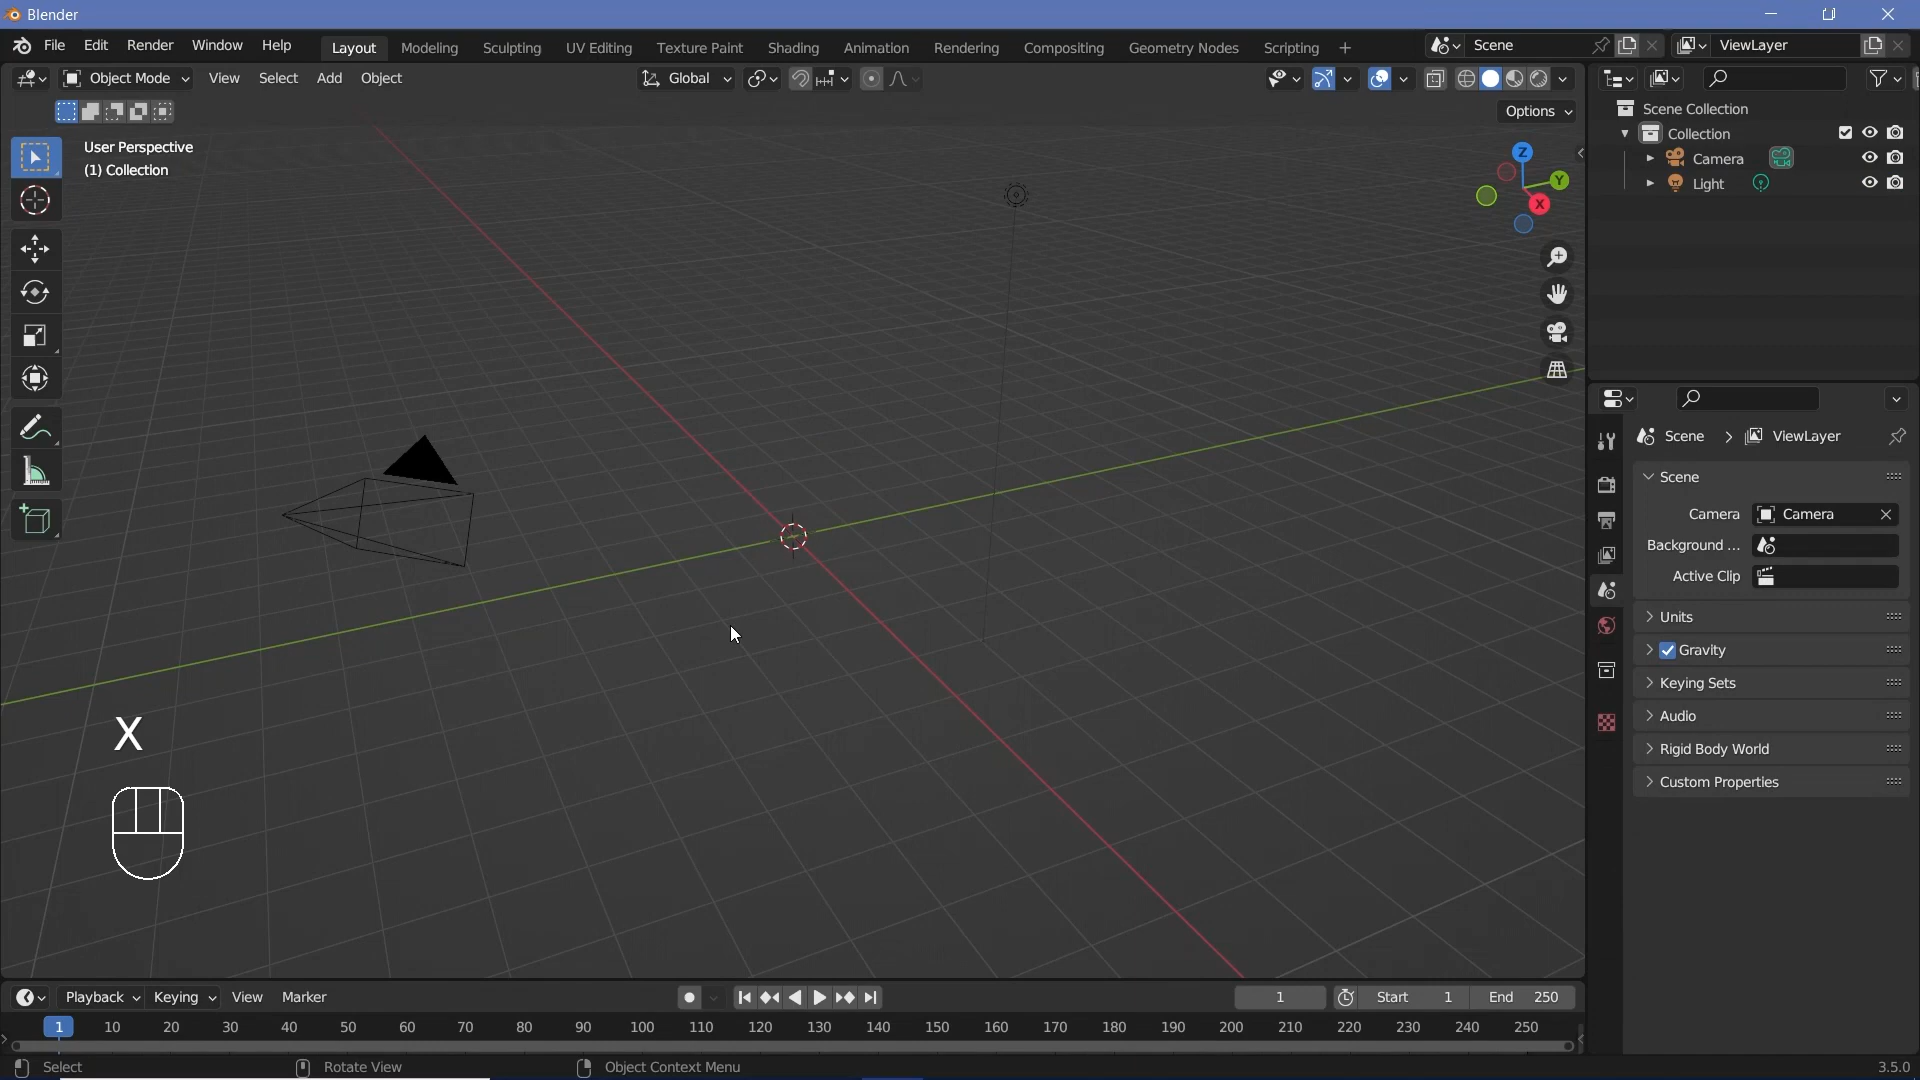 Blender
File Edit Render Window Help Layout Modeling Sculpting UV Editing Texture Paint Shading Animation Rendering Compositing Geometry Nodes Scripting + Scene ViewLayer
Object Mode View Select Add Object Global
Options
User Perspective
(1) Collection
Z
Y
X
Scene Collection
Collection
Camera
Light
Scene > ViewLayer
Scene
Camera Camera
Background ...
Active Clip
Units
Gravity
Keying Sets
Audio
Rigid Body World
Custom Properties
X
Playback Keying View Marker 1 Start 1 End 250
1 10 20 30 40 50 60 70 80 90 100 110 120 130 140 150 160 170 180 190 200 210 220 230 240 250
Select Rotate View Object Context Menu 3.5.0